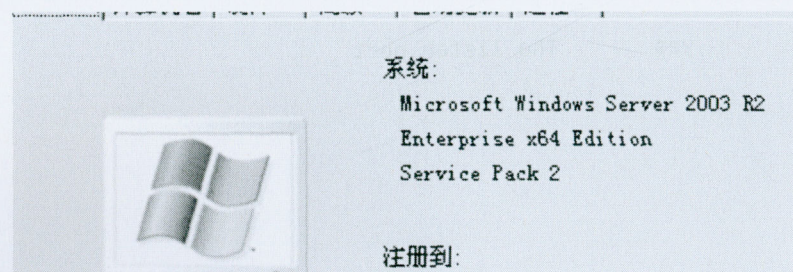 系统:
Microsoft Windows Server 2003 R2
Enterprise x64 Edition
Service Pack 2
注册到: